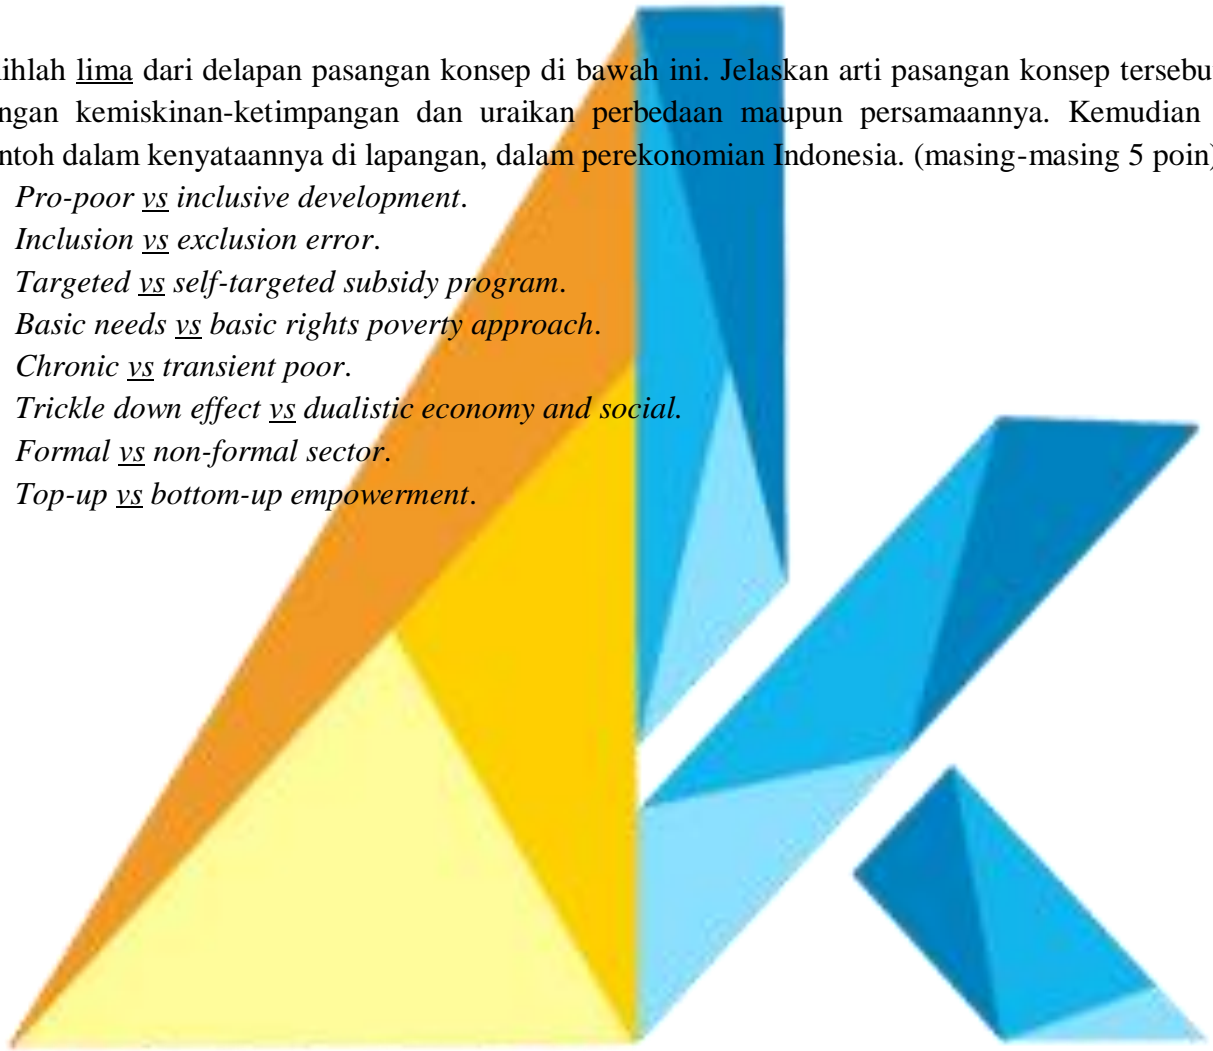 ihlah lima dari delapan pasangan konsep di bawah ini. Jelaskan arti pasangan konsep tersebu
ngan kemiskinan-ketimpangan dan uraikan perbedaan maupun persamaannya. Kemudian
ntoh dalam kenyataannya di lapangan, dalam perekonomian Indonesia. (masing-masing 5 poin)
Pro-poor vs inclusive development.
Inclusion vs exclusion error.
Targeted vs self-targeted subsidy program.
Basic needs vs basic rights poverty approach.
Chronic vs transient poor.
Trickle down effect vs dualistic economy and social.
Formal vs non-formal sector.
Top-up vs bottom-up empowerment.